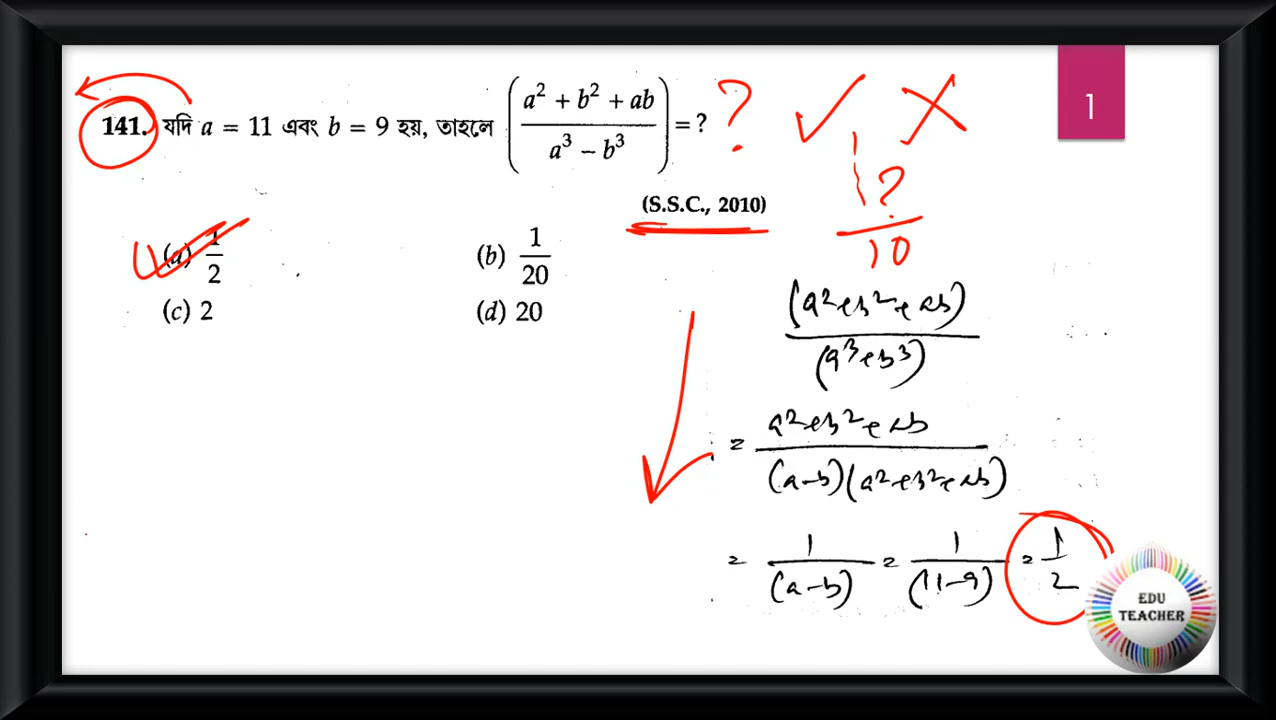 141. যদি a = 11 এবং b = 9 হয়, তাহলে (a² + b² + ab / a³ − b³) = ? ?
1
(S.S.C., 2010)
1?/10
(a) 1/2
(b) 1/20
(c) 2
(d) 20
(a²+b²+ab)/(a³+b³)
= a²+b²+ab/(a-b)(a²+b²+ab)
= 1/(a-b) = 1/(11-9) = 1/2
EDU
TEACHER